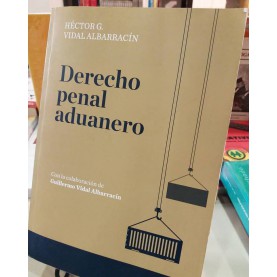 HÉCTOR G.
VIDAL ALBARRACÍN
Derecho
penal
aduanero
Con la colaboración de
Guillermo Vidal Albarracín